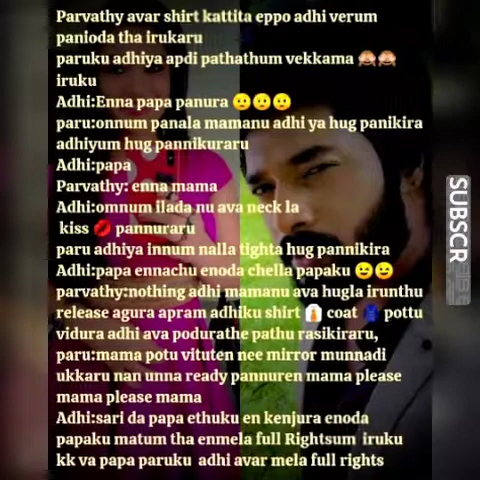 Parvathy avar shirt kattita eppo adhi verum
panioda tha irukaru
paruku adhiya apdi pathathum vekkama 🙈🙈
iruku
Adhi:Enna papa panura 😮😮😮
paru:onnum panala mamanu adhi ya hug panikira
adhiyum hug pannikuraru
Adhi:papa
Parvathy: enna mama
Adhi:omnum ilada nu ava neck la
kiss 💋 pannuraru
paru adhiya innum nalla tighta hug pannikira
Adhi:papa ennachu enoda chella papaku 😉😉
parvathy:nothing adhi mamanu ava hugla irunthu
release agura apram adhiku shirt 👔 coat 🧥 pottu
vidura adhi ava podurathe pathu rasikiraru,
paru:mama potu vituten nee mirror munnadi
ukkaru nan unna ready pannuren mama please
mama please mama
Adhi:sari da papa ethuku en kenjura enoda
papaku matum tha enmela full Rightsum iruku
kk va papa paruku adhi avar mela full rights
SUBSCR